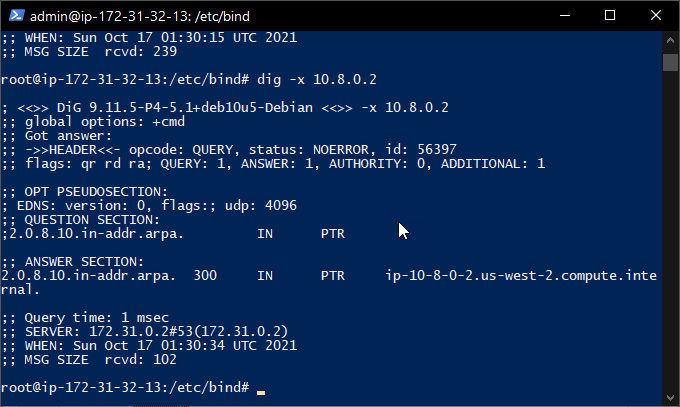 admin@ip-172-31-32-13: /etc/bind
;; WHEN: Sun Oct 17 01:30:15 UTC 2021
;; MSG SIZE  rcvd: 239
root@ip-172-31-32-13:/etc/bind# dig -x 10.8.0.2
; <<>> DiG 9.11.5-P4-5.1+deb10u5-Debian <<>> -x 10.8.0.2
;; global options: +cmd
;; Got answer:
;; ->>HEADER<<- opcode: QUERY, status: NOERROR, id: 56397
;; flags: qr rd ra; QUERY: 1, ANSWER: 1, AUTHORITY: 0, ADDITIONAL: 1
;; OPT PSEUDOSECTION:
; EDNS: version: 0, flags:; udp: 4096
;; QUESTION SECTION:
;2.0.8.10.in-addr.arpa.         IN      PTR
;; ANSWER SECTION:
2.0.8.10.in-addr.arpa.  300     IN      PTR     ip-10-8-0-2.us-west-2.compute.inte
rnal.
;; Query time: 1 msec
;; SERVER: 172.31.0.2#53(172.31.0.2)
;; WHEN: Sun Oct 17 01:30:34 UTC 2021
;; MSG SIZE  rcvd: 102
root@ip-172-31-32-13:/etc/bind#